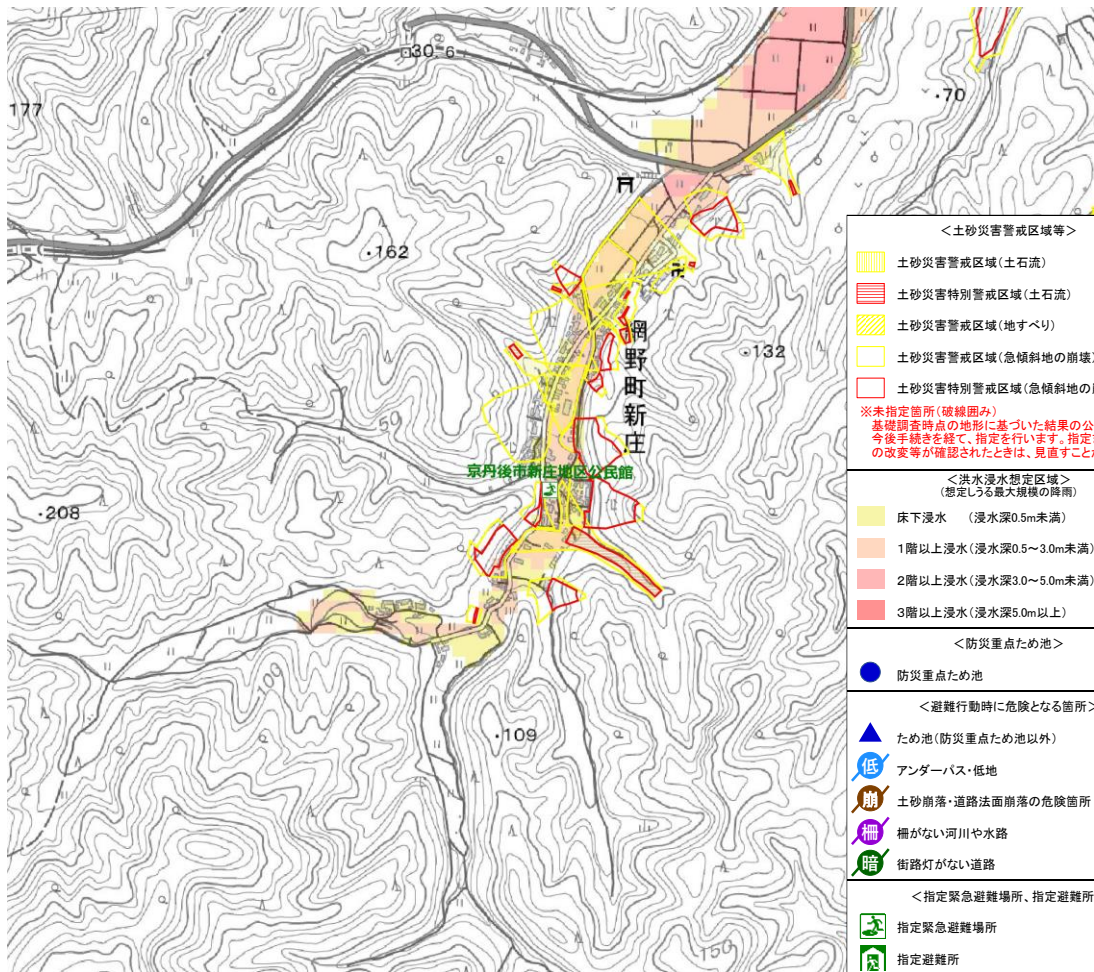 30.6
177
・70
・162
網野町新庄
・132
京丹後市新庄地区公民館
・208
50
100
・109
150
＜土砂災害警戒区域等＞
土砂災害警戒区域(土石流)
土砂災害特別警戒区域(土石流)
土砂災害警戒区域(地すべり)
土砂災害警戒区域(急傾斜地の崩壊)
土砂災害特別警戒区域(急傾斜地の
※未指定箇所(破線囲み)
基礎調査時点の地形に基づいた結果の公
今後手続きを経て、指定を行います。指定
の改変等が確認されたときは、見直すことが
＜洪水浸水想定区域＞
(想定しうる最大規模の降雨)
床下浸水 (浸水深0.5m未満)
1階以上浸水(浸水深0.5～3.0m未満)
2階以上浸水(浸水深3.0～5.0m未満)
3階以上浸水(浸水深5.0m以上)
＜防災重点ため池＞
防災重点ため池
＜避難行動時に危険となる箇所＞
ため池(防災重点ため池以外)
低 アンダーパス・低地
崩 土砂崩落・道路法面崩落の危険箇所
柵 柵がない河川や水路
暗 街路灯がない道路
＜指定緊急避難場所、指定避難所
指定緊急避難場所
指定避難所